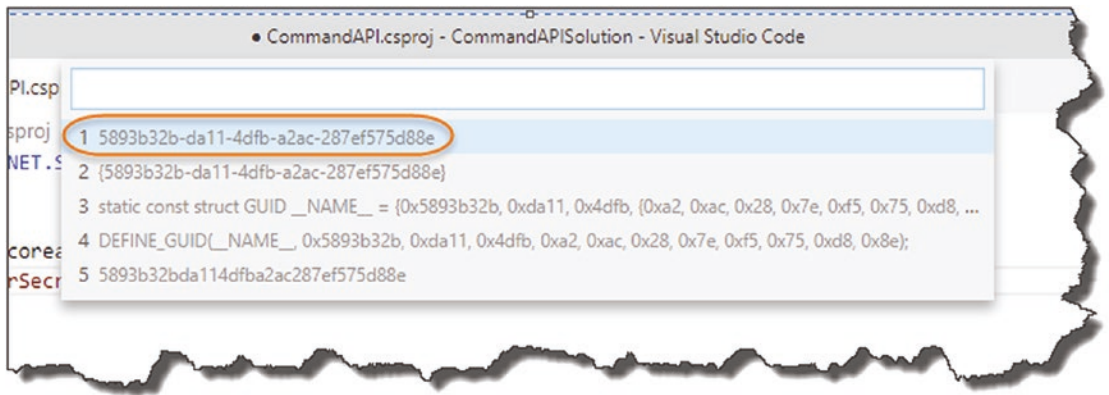 ● CommandAPI.csproj - CommandAPISolution - Visual Studio Code
PI.csp
sproj
1 5893b32b-da11-4dfb-a2ac-287ef575d88e
NET.S
2 {5893b32b-da11-4dfb-a2ac-287ef575d88e}
3 static const struct GUID __NAME__ = {0x5893b32b, 0xda11, 0x4dfb, {0xa2, 0xac, 0x28, 0x7e, 0xf5, 0x75, 0xd8, ...
4 DEFINE_GUID(__NAME__, 0x5893b32b, 0xda11, 0x4dfb, 0xa2, 0xac, 0x28, 0x7e, 0xf5, 0x75, 0xd8, 0x8e);
corea
5 5893b32bda114dfba2ac287ef575d88e
rSecr